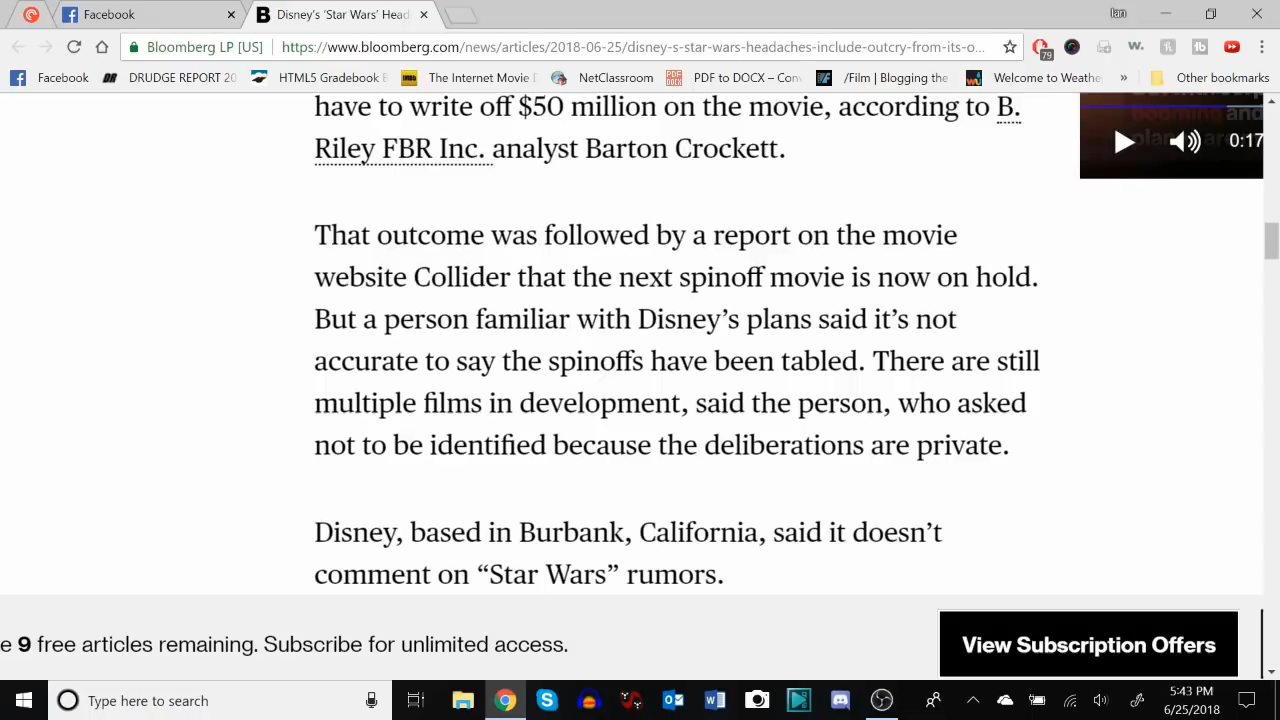 Facebook
Disney's 'Star Wars' Head
Ian
Bloomberg LP [US]
https://www.bloomberg.com/news/articles/2018-06-25/disney-s-star-wars-headaches-include-outcry-from-its-o...
79
Facebook
DRUDGE REPORT 20
HTML5 Gradebook
The Internet Movie D
NetClassroom
PDF to DOCX – Conv
/Film | Blogging the
Welcome to Weathe
»
Other bookmarks
have to write off $50 million on the movie, according to B.
Riley FBR Inc. analyst Barton Crockett.
0:17
That outcome was followed by a report on the movie
website Collider that the next spinoff movie is now on hold.
But a person familiar with Disney's plans said it's not
accurate to say the spinoffs have been tabled. There are still
multiple films in development, said the person, who asked
not to be identified because the deliberations are private.
Disney, based in Burbank, California, said it doesn't
comment on “Star Wars” rumors.
e 9 free articles remaining. Subscribe for unlimited access.
View Subscription Offers
Type here to search
5:43 PM
6/25/2018